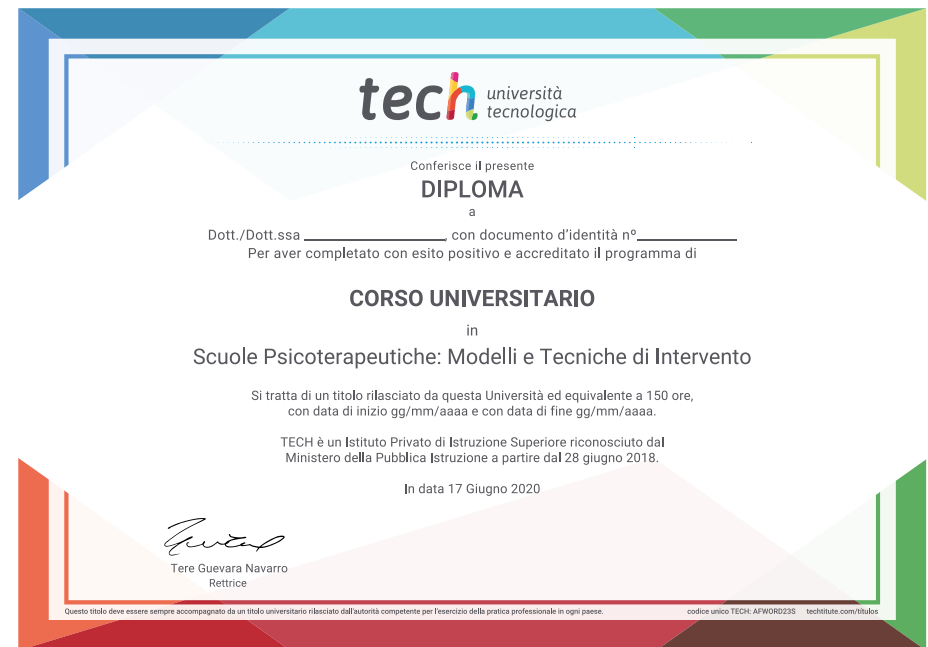 tech università
tecnologica
Conferisce il presente
DIPLOMA
a
Dott./Dott.ssa ____________________, con documento d'identità nº______________
Per aver completato con esito positivo e accreditato il programma di
CORSO UNIVERSITARIO
in
Scuole Psicoterapeutiche: Modelli e Tecniche di Intervento
Si tratta di un titolo rilasciato da questa Università ed equivalente a 150 ore,
con data di inizio gg/mm/aaaa e con data di fine gg/mm/aaaa.
TECH è un Istituto Privato di Istruzione Superiore riconosciuto dal
Ministero della Pubblica Istruzione a partire dal 28 giugno 2018.
In data 17 Giugno 2020
Tere Guevara Navarro
Rettrice
Questo titolo deve essere sempre accompagnato da un titolo universitario rilasciato dall'autorità competente per l'esercizio della pratica professionale in ogni paese. codice unico TECH: AFWORD23S techtitute.com/titulos